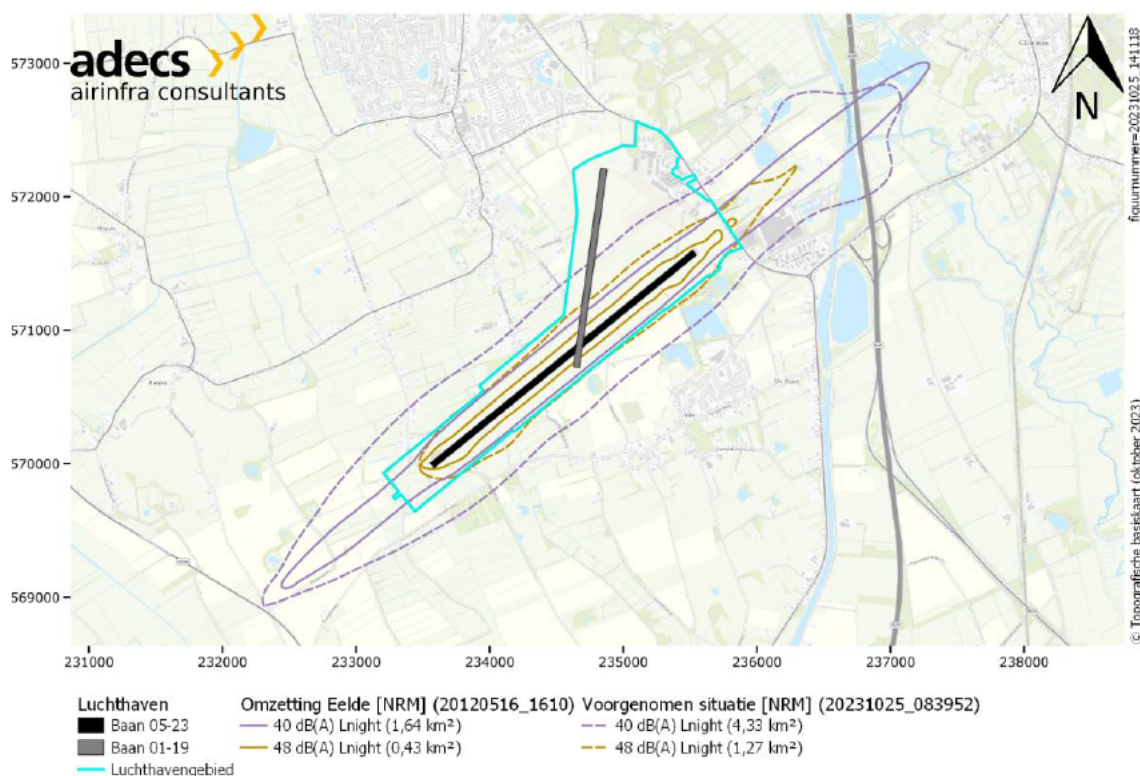 adecs
airinfra consultants
N
figuurnummer=20231025_141118
© Topografische basiskaart (oktober 2023)
573000
572000
571000
570000
569000
231000
232000
233000
234000
235000
236000
237000
238000
Luchthaven
Baan 05-23
Baan 01-19
Luchthavengebied
Omzetting Eelde [NRM] (20120516_1610)
40 dB(A) Lnight (1,64 km²)
48 dB(A) Lnight (0,43 km²)
Voorgenomen situatie [NRM] (20231025_083952)
40 dB(A) Lnight (4,33 km²)
48 dB(A) Lnight (1,27 km²)